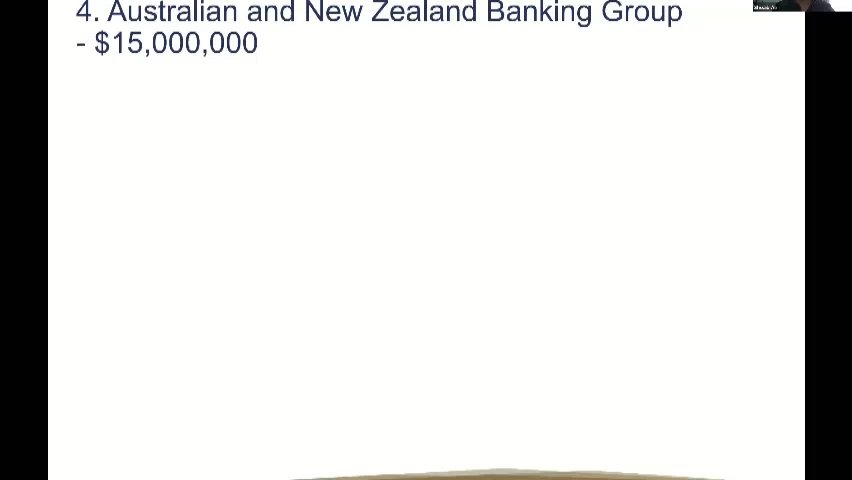 4. Australian and New Zealand Banking Group
- $15,000,000